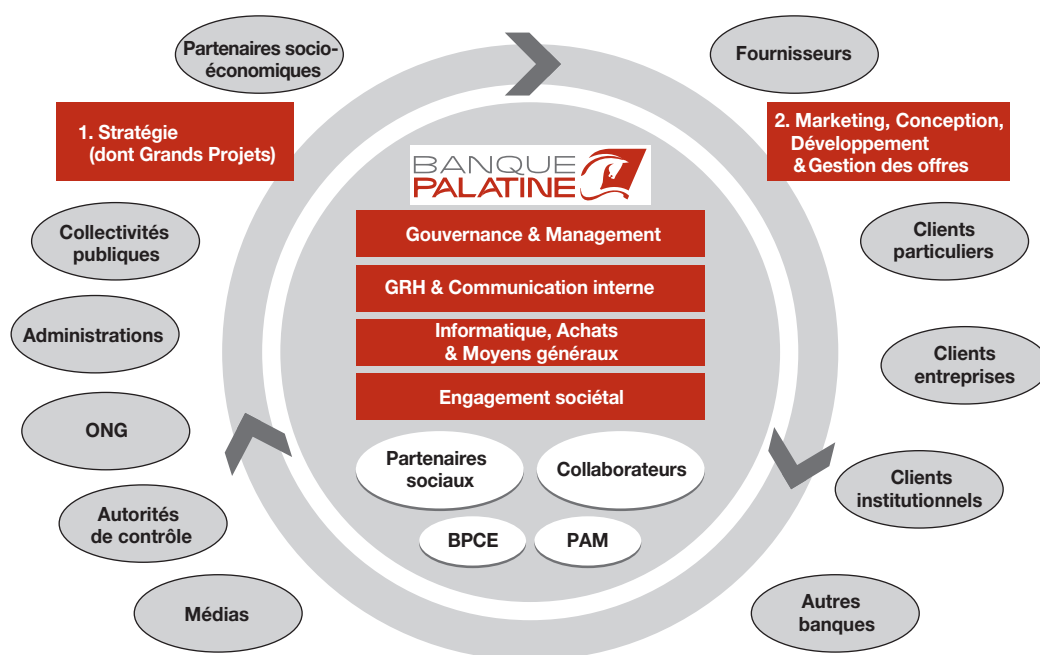 Partenaires socio-
économiques
Fournisseurs
1. Stratégie
(dont Grands Projets)
2. Marketing, Conception,
Développement
& Gestion des offres
BANQUE
PALATINE
Gouvernance & Management
GRH & Communication interne
Informatique, Achats
& Moyens généraux
Engagement sociétal
Partenaires
sociaux
Collaborateurs
BPCE
PAM
Collectivités
publiques
Administrations
ONG
Autorités
de contrôle
Médias
Clients
particuliers
Clients
entreprises
Clients
institutionnels
Autres
banques